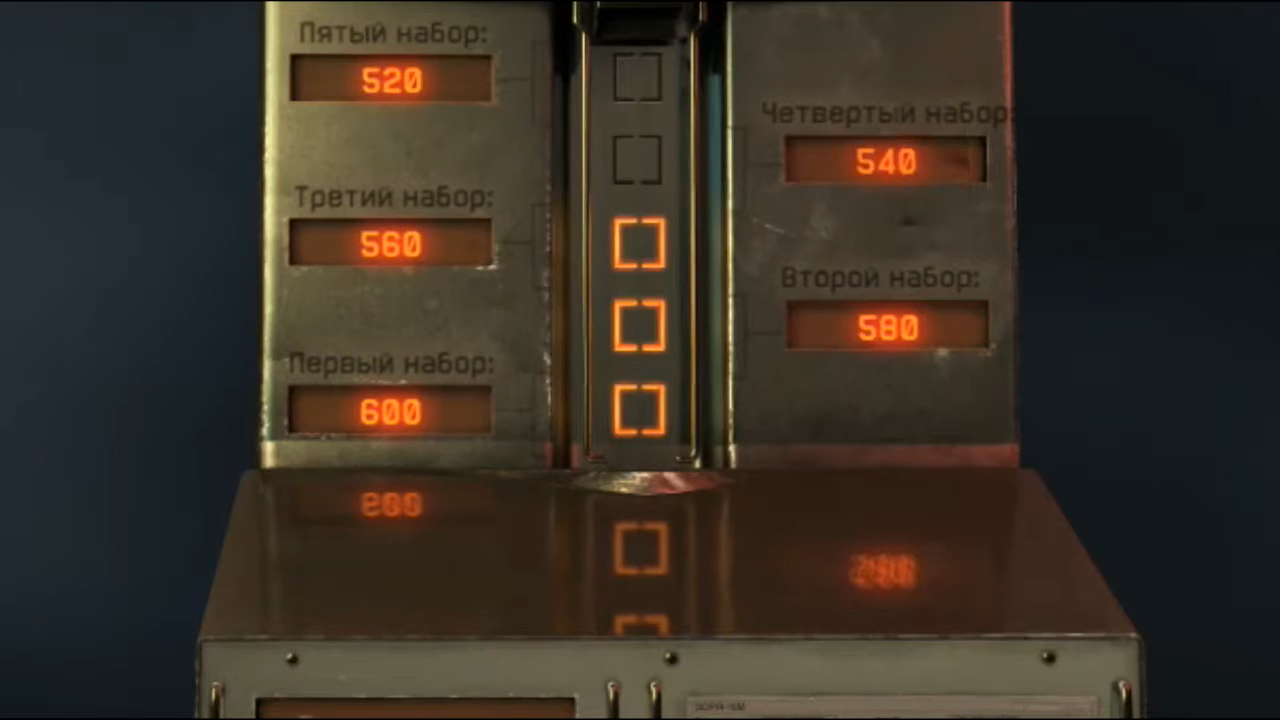 Пятый набор:
520
Четвертый набор:
540
Третий набор:
560
Второй набор:
580
Первый набор:
600